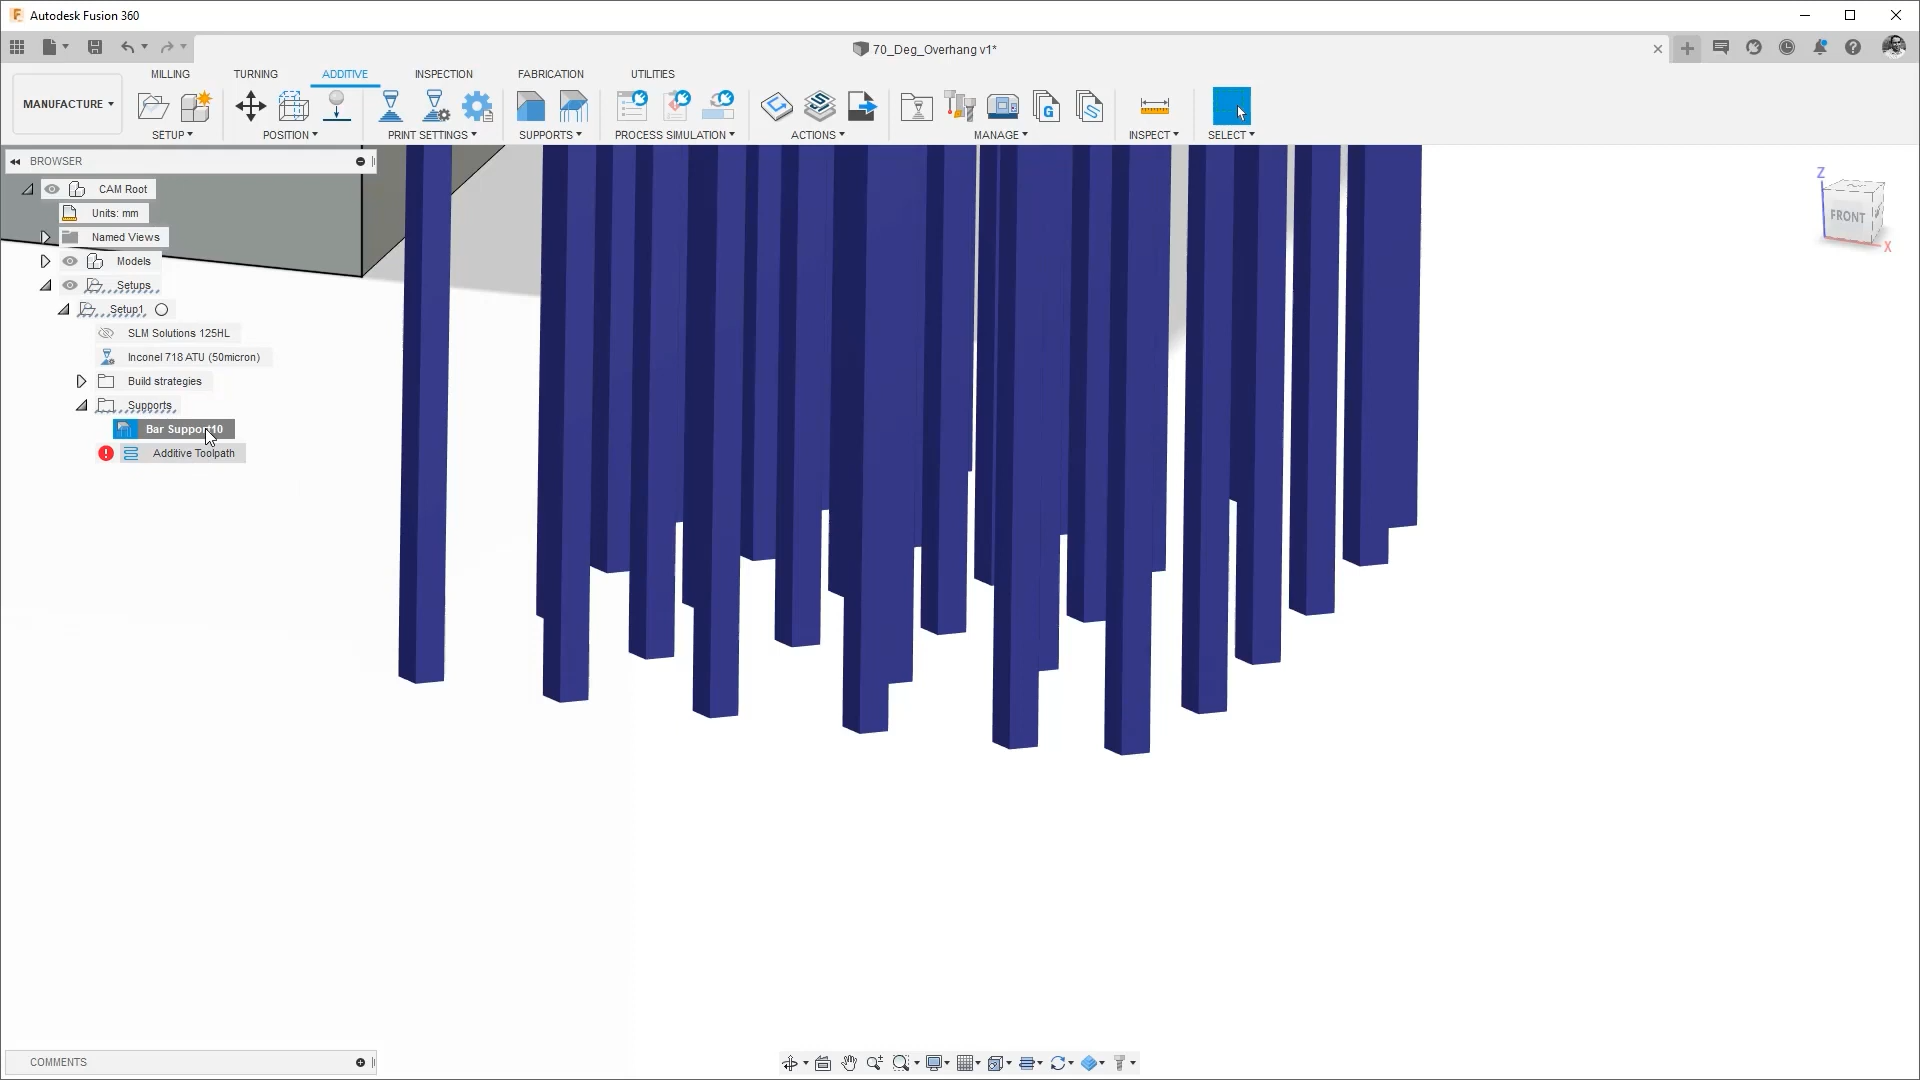 Autodesk Fusion 360
70_Deg_Overhang v1*
MILLING TURNING ADDITIVE INSPECTION FABRICATION UTILITIES
MANUFACTURE
SETUP POSITION PRINT SETTINGS SUPPORTS PROCESS SIMULATION ACTIONS MANAGE INSPECT SELECT
BROWSER
CAM Root
Units: mm
Named Views
Models
Setups
Setup1
SLM Solutions 125HL
Inconel 718 ATU (50micron)
Build strategies
Supports
Bar Support10
Additive Toolpath
Z
FRONT
X
COMMENTS